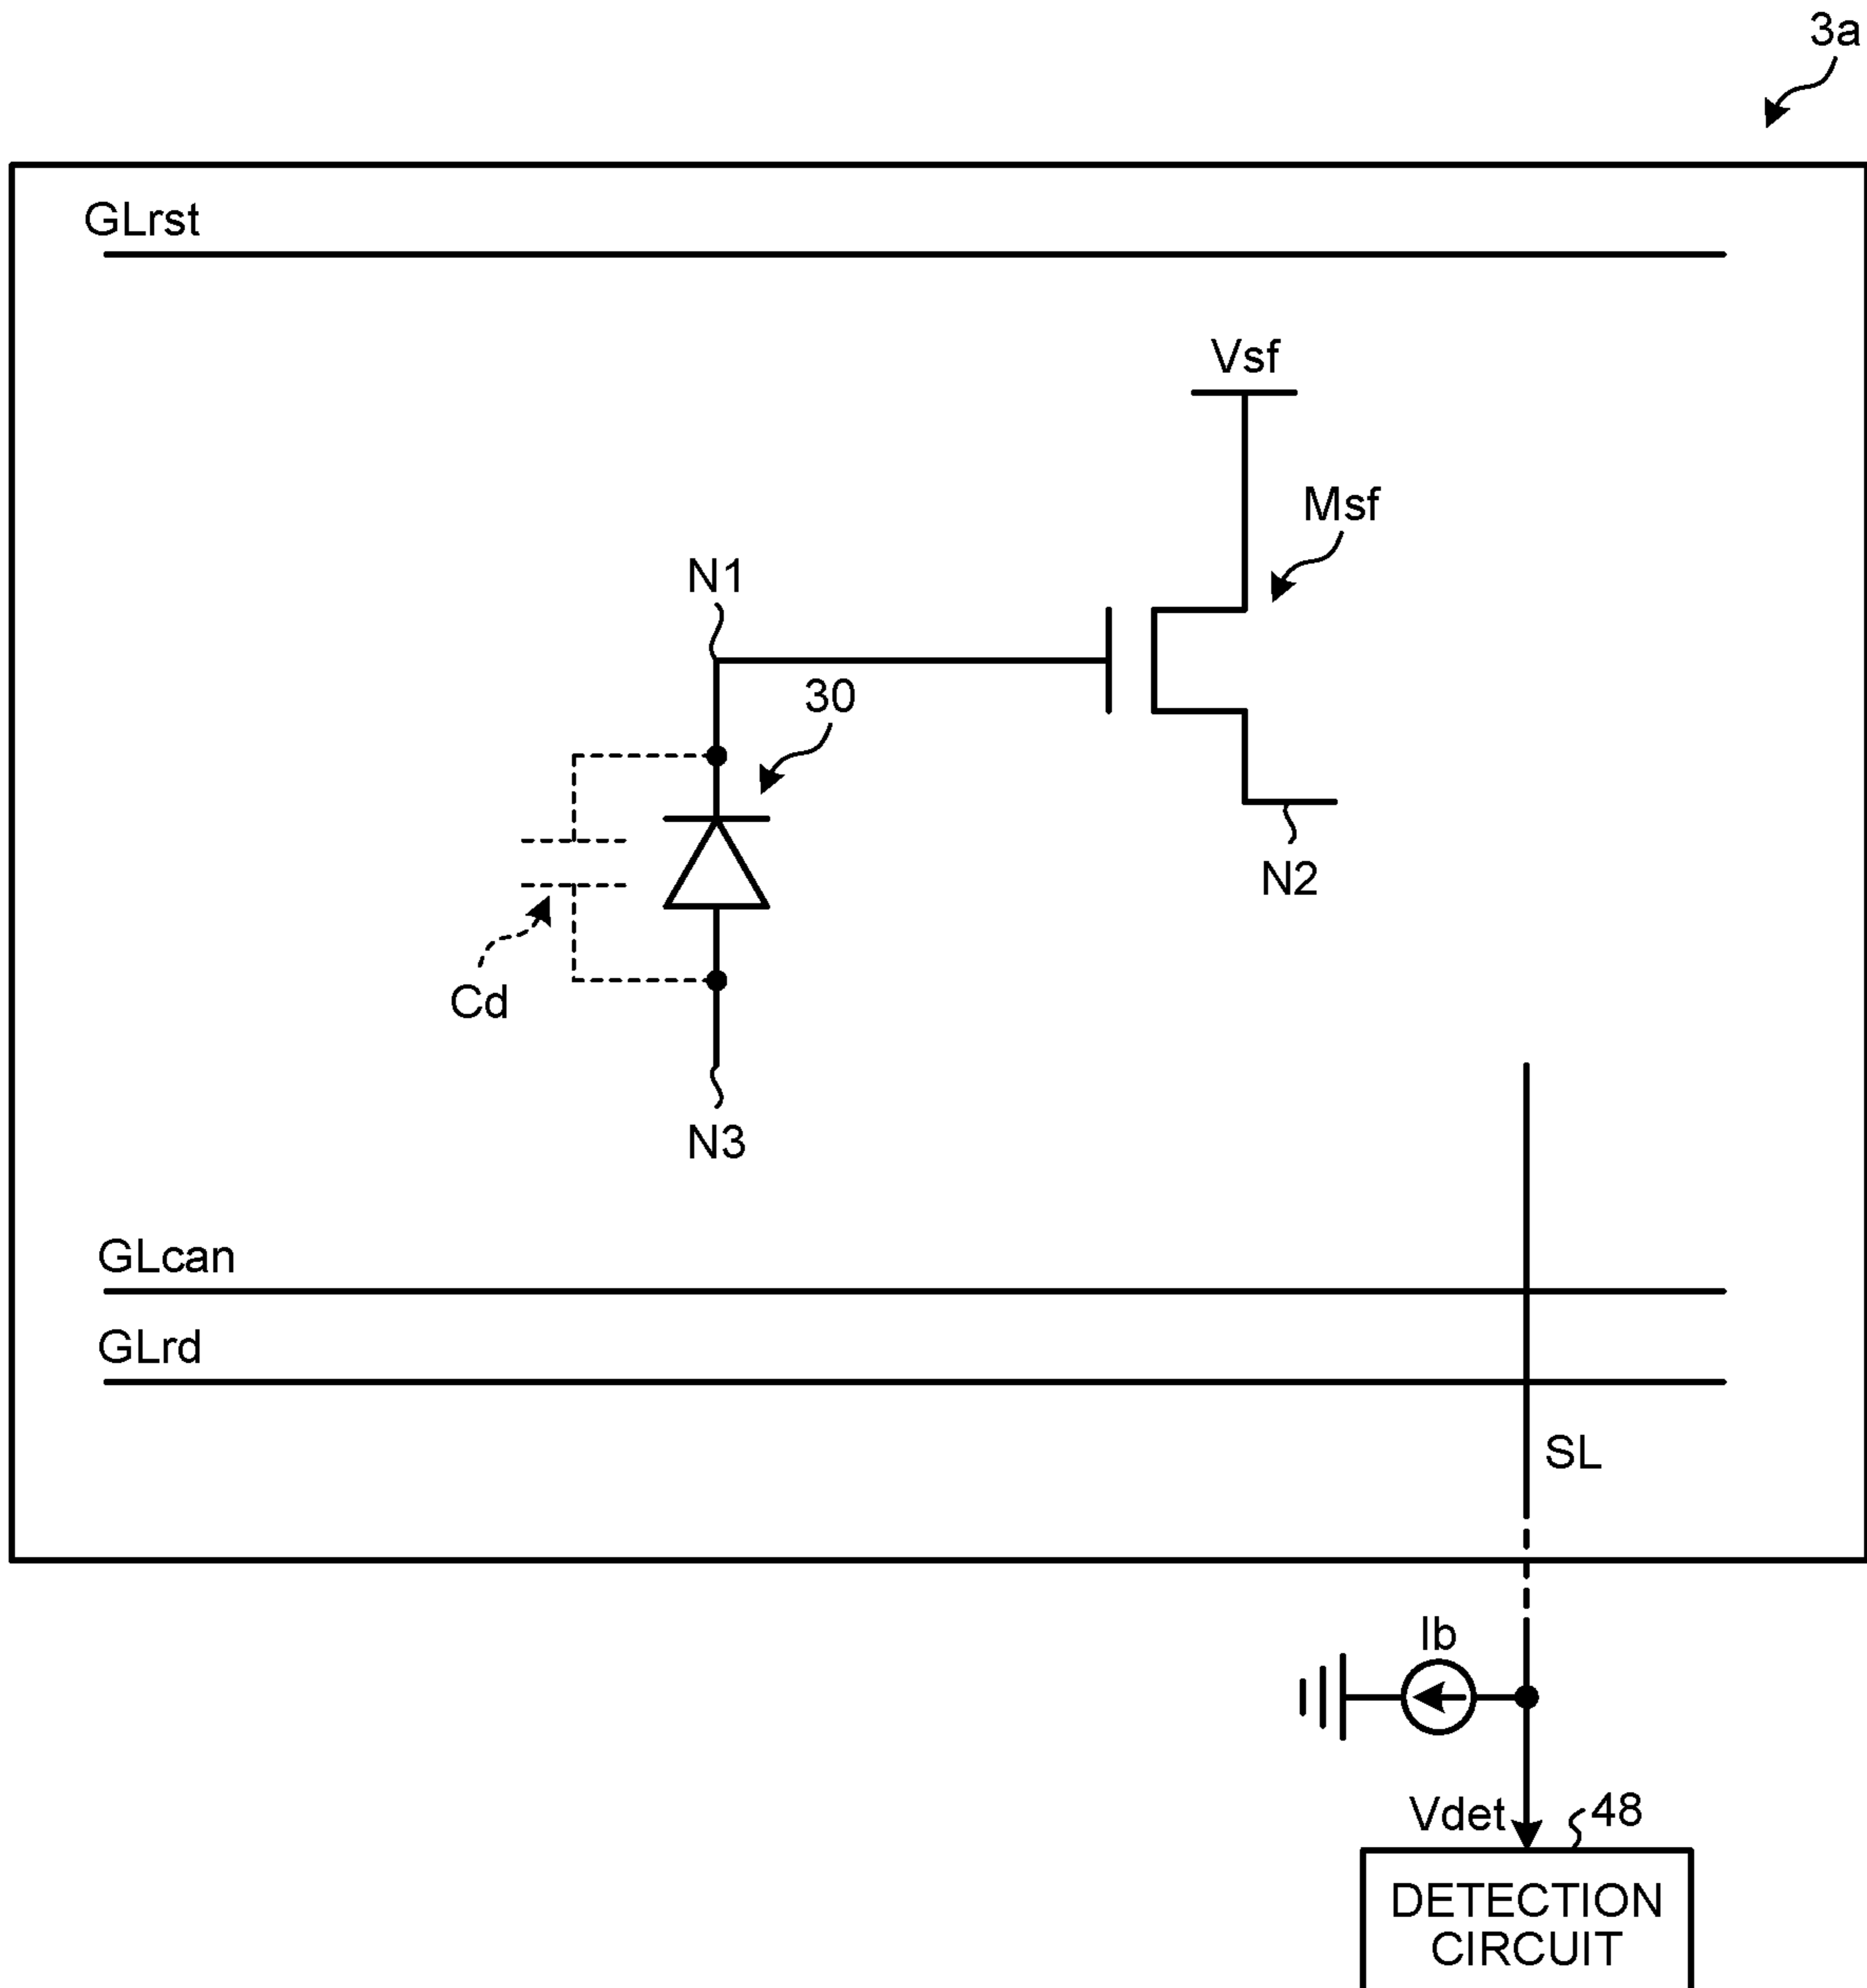 3a
GLrst
Vsf
Msf
N1
30
N2
Cd
N3
GLcan
GLrd
SL
Ib
Vdet
48
DETECTION
CIRCUIT